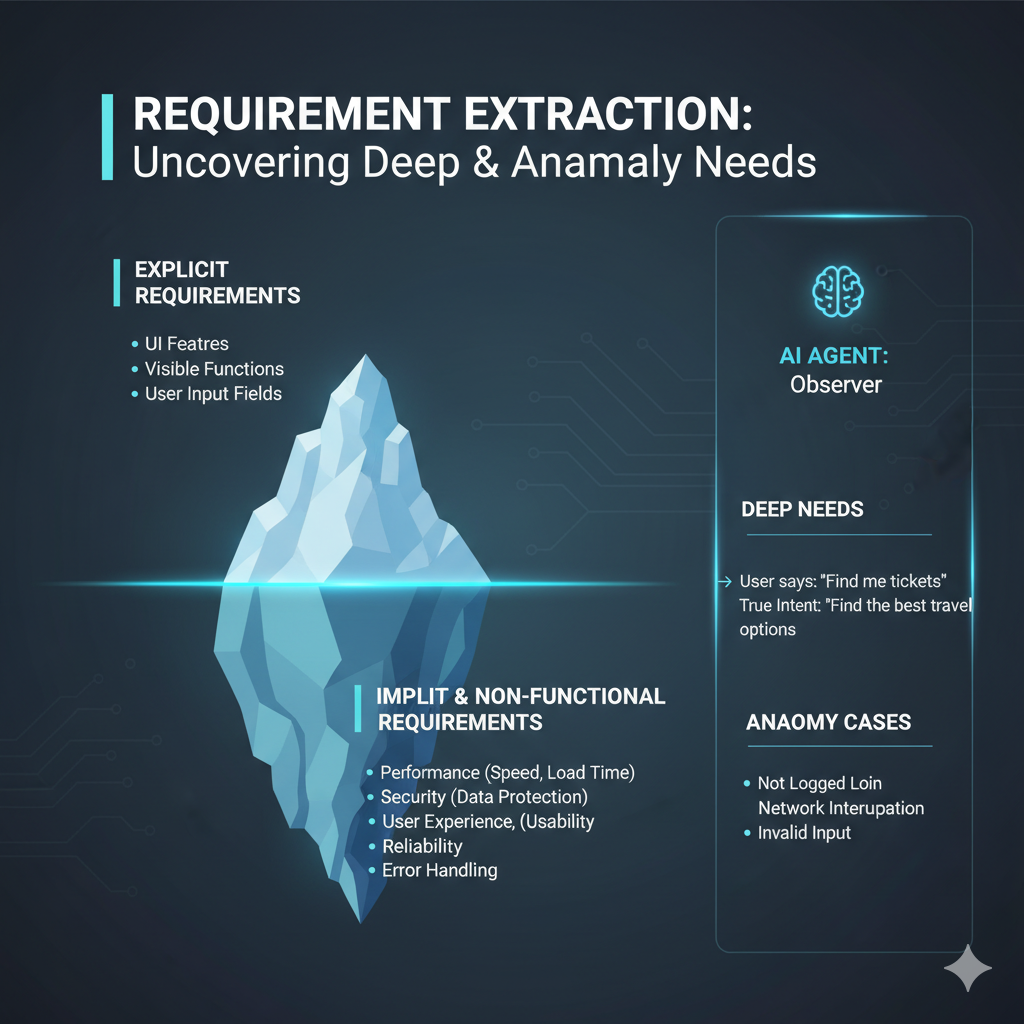 REQUIREMENT EXTRACTION:
Uncovering Deep & Anamaly Needs
EXPLICIT
REQUIREMENTS
• UI Featres
• Visible Functions
• User Input Fields
IMPLIT & NON-FUNCTIONAL
REQUIREMENTS
• Performance (Speed, Load Time)
• Security (Data Protection)
• User Experience, (Usability
• Reliability
• Error Handling
AI AGENT:
Observer
DEEP NEEDS
→ User says: "Find me tickets"
True Intent: "Find the best travel
options
ANAOMY CASES
• Not Logged Loin
Network Interupation
• Invalid Input